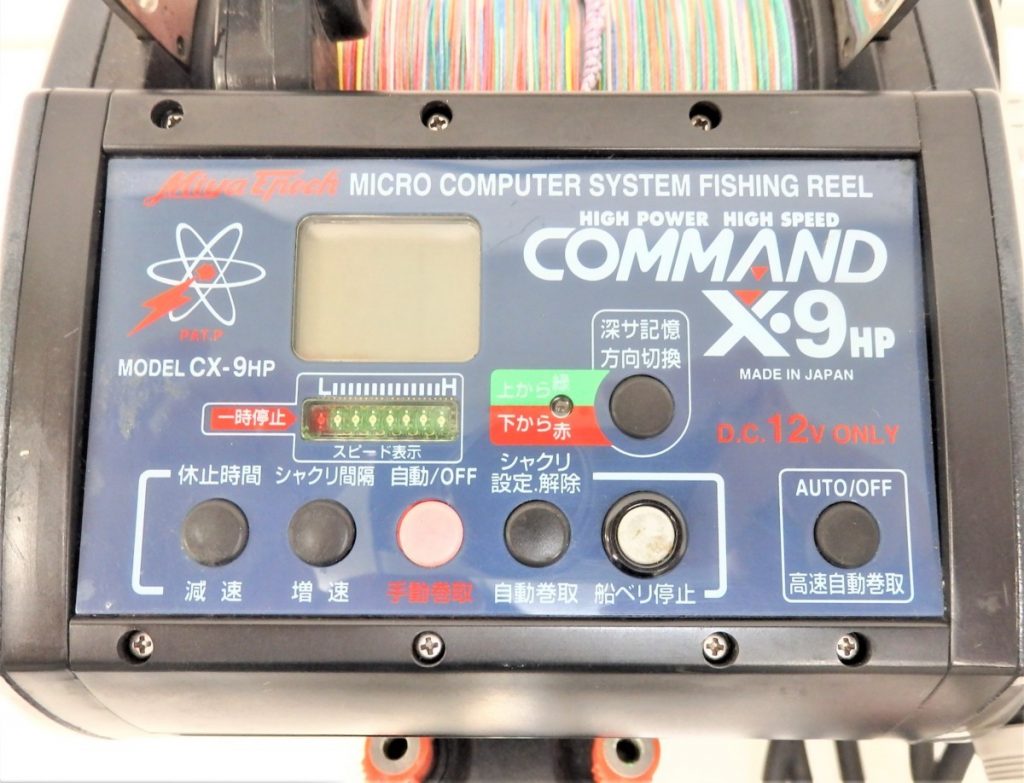 Miya Epoch MICRO COMPUTER SYSTEM FISHING REEL
HIGH POWER HIGH SPEED
COMMAND
X・9HP
MADE IN JAPAN
PAT.P
MODEL CX-9HP
深サ記憶
方向切換
L H
一時停止
スピード表示
上から緑
下から赤
D.C.12V ONLY
休止時間
シャクリ間隔
自動/OFF
シャクリ
設定.解除
AUTO/OFF
減速
増速
手動巻取
自動巻取
船ベリ停止
高速自動巻取